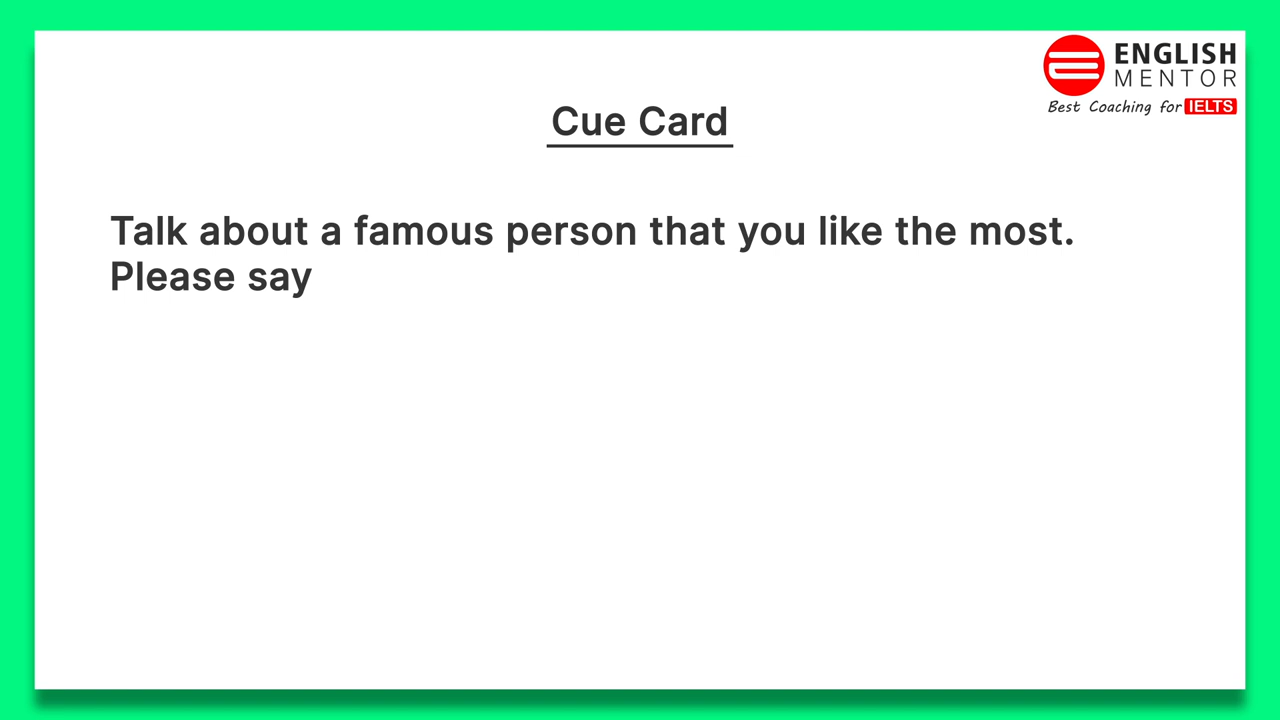 ENGLISH
MENTOR
Best Coaching for IELTS
Cue Card
Talk about a famous person that you like the most.
Please say